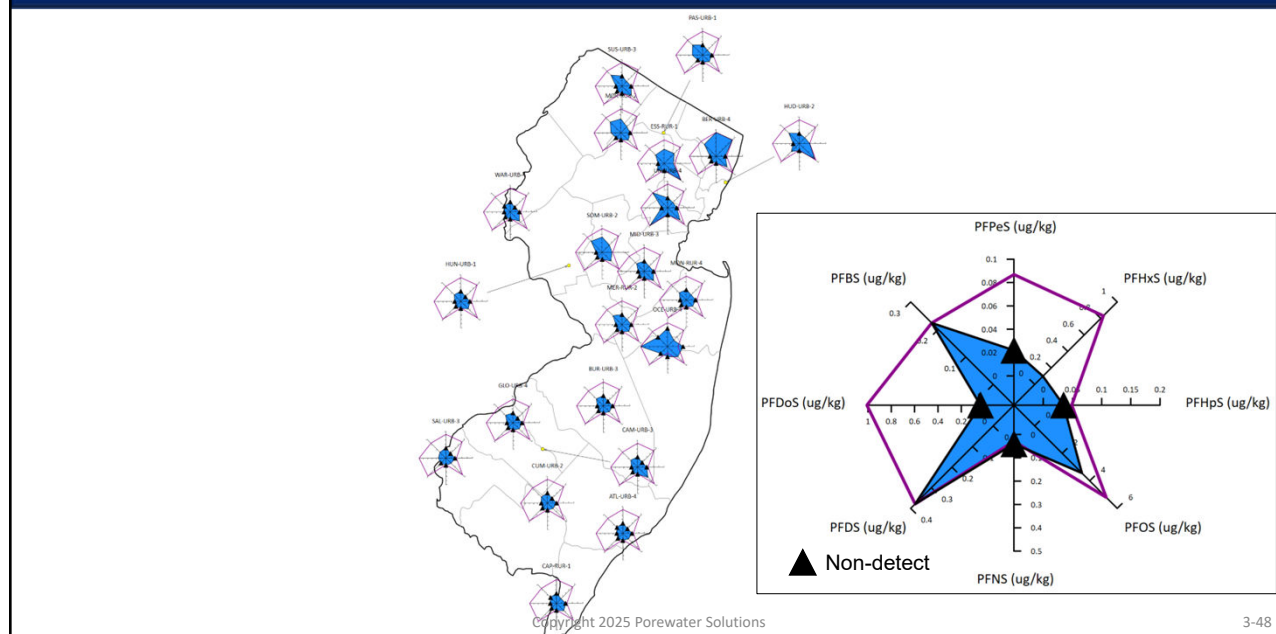 PAS-URB-1
SUS-URB-3
HUD-URB-2
ESS-RUR-1
BER-URB-4
WAR-URB-
SOM-URB-2
MID-URB-3
HUN-URB-1
MON-RUR-4
MER-RUR-2
OCE-URB-
BUR-URB-3
GLO-URB-4
SAL-URB-3
CAM-URB-3
CUM-URB-2
ATL-URB-4
CAP-RUR-1
PFPeS (ug/kg)
0.1
0.08
0.06
0.04
0.02
0
PFBS (ug/kg)
0.3
0.2
0.1
PFHxS (ug/kg)
1
0.8
0.6
0.4
0.2
0
PFDoS (ug/kg)
1 0.8 0.6 0.4 0.2 0
0.05 0.1 0.15 0.2
PFHpS (ug/kg)
2
4
6
PFOS (ug/kg)
0.3
0.4
PFDS (ug/kg)
0
0.2
0.3
0.4
0.5
PFNS (ug/kg)
Non-detect
Copyright 2025 Porewater Solutions
3-48